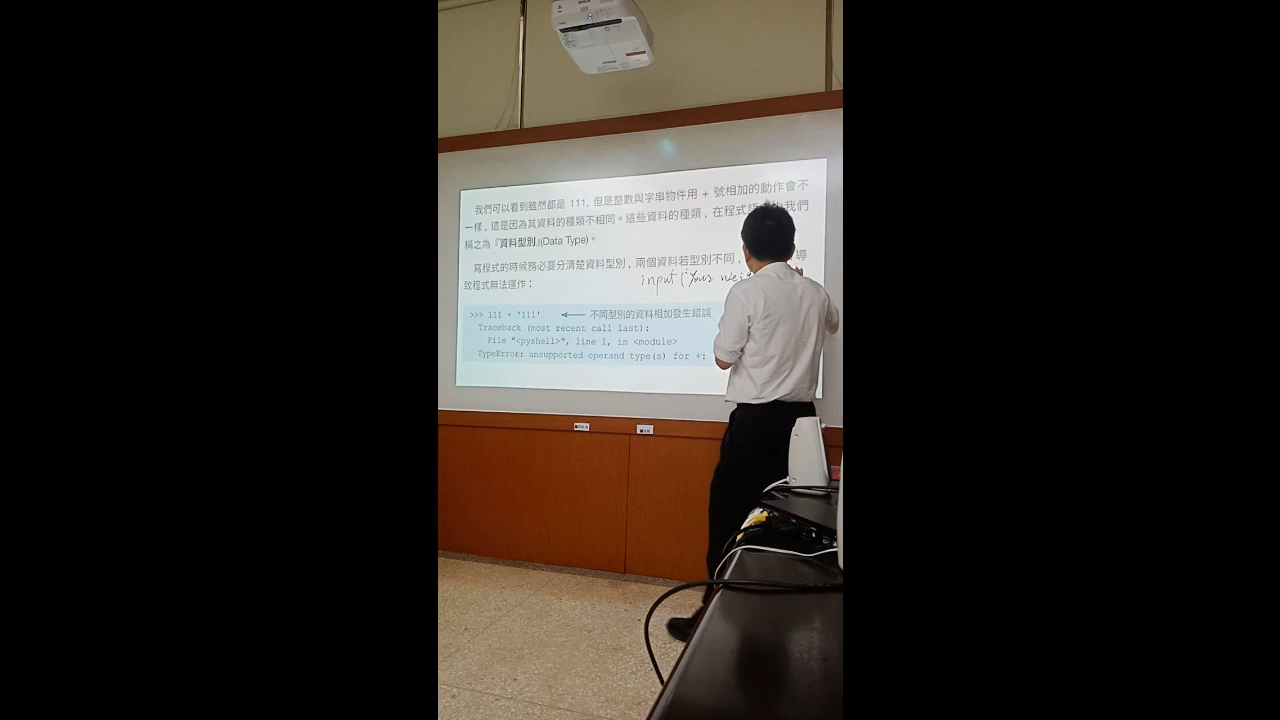 EPSON
我們可以看到雖然都是 111, 但是整數與字串物件用 + 號相加的動作會不
一樣，這是因為其資料的種類不相同。這些資料的種類，在程式 我們
稱之為『資料型別』(Data Type)。
寫程式的時候務必要分清楚資料型別，兩個資料若型別不同， 導
致程式無法運作：
input('Your
>>> 111 + '111' ← 不同型別的資料相加發生錯誤
Traceback (most recent call last):
File "<pyshell>", line 1, in <module>
TypeError: unsupported operand type(s) for +: